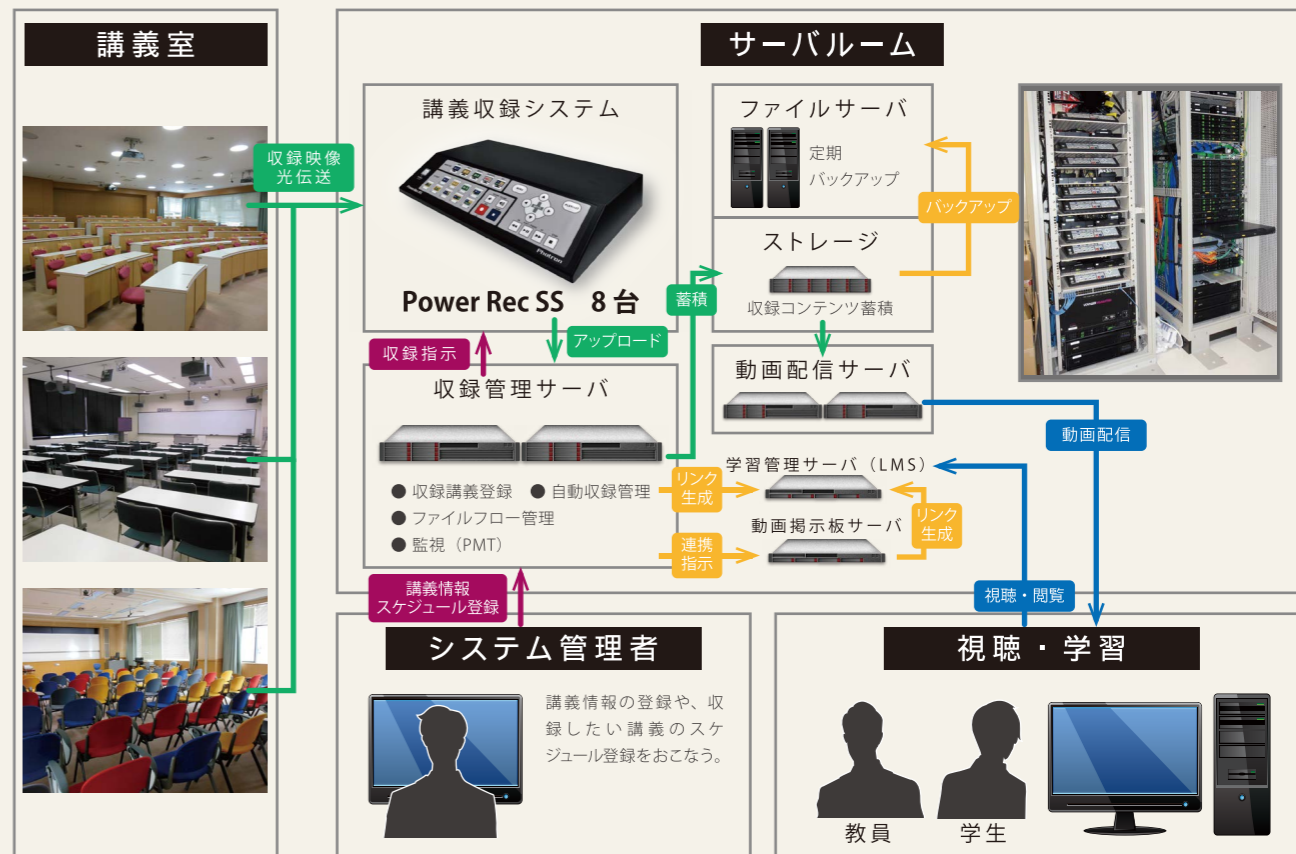 講義室
サーバルーム
収録映像
光伝送
講義収録システム
Photron
Power Rec SS 8台
ファイルサーバ
定期
バックアップ
バックアップ
ストレージ
収録コンテンツ蓄積
蓄積
収録指示
アップロード
収録管理サーバ
● 収録講義登録 ● 自動収録管理
● ファイルフロー管理
● 監視（PMT）
動画配信サーバ
動画配信
リンク
生成
学習管理サーバ（LMS）
連携
指示
動画掲示板サーバ
リンク
生成
講義情報
スケジュール登録
視聴・閲覧
システム管理者
講義情報の登録や、収
録したい講義のスケ
ジュール登録をおこなう。
視聴・学習
教員
学生